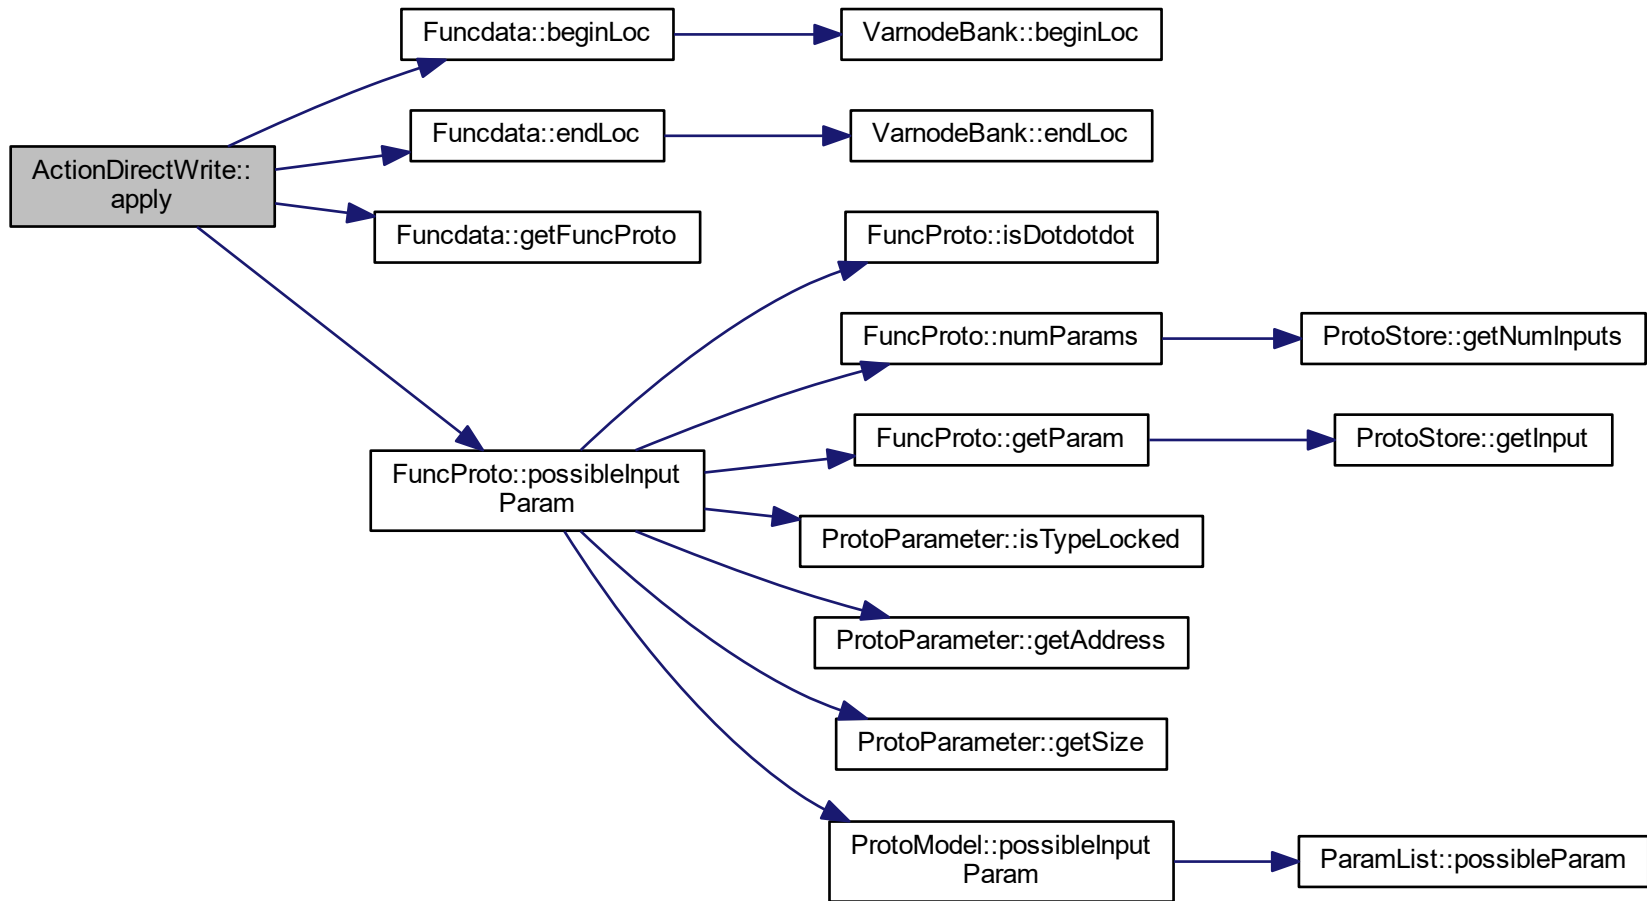 Funcdata::beginLoc
VarnodeBank::beginLoc
Funcdata::endLoc
VarnodeBank::endLoc
ActionDirectWrite::
apply
Funcdata::getFuncProto
FuncProto::isDotdotdot
FuncProto::numParams
ProtoStore::getNumInputs
FuncProto::getParam
ProtoStore::getInput
FuncProto::possibleInput
Param
ProtoParameter::isTypeLocked
ProtoParameter::getAddress
ProtoParameter::getSize
ProtoModel::possibleInput
Param
ParamList::possibleParam